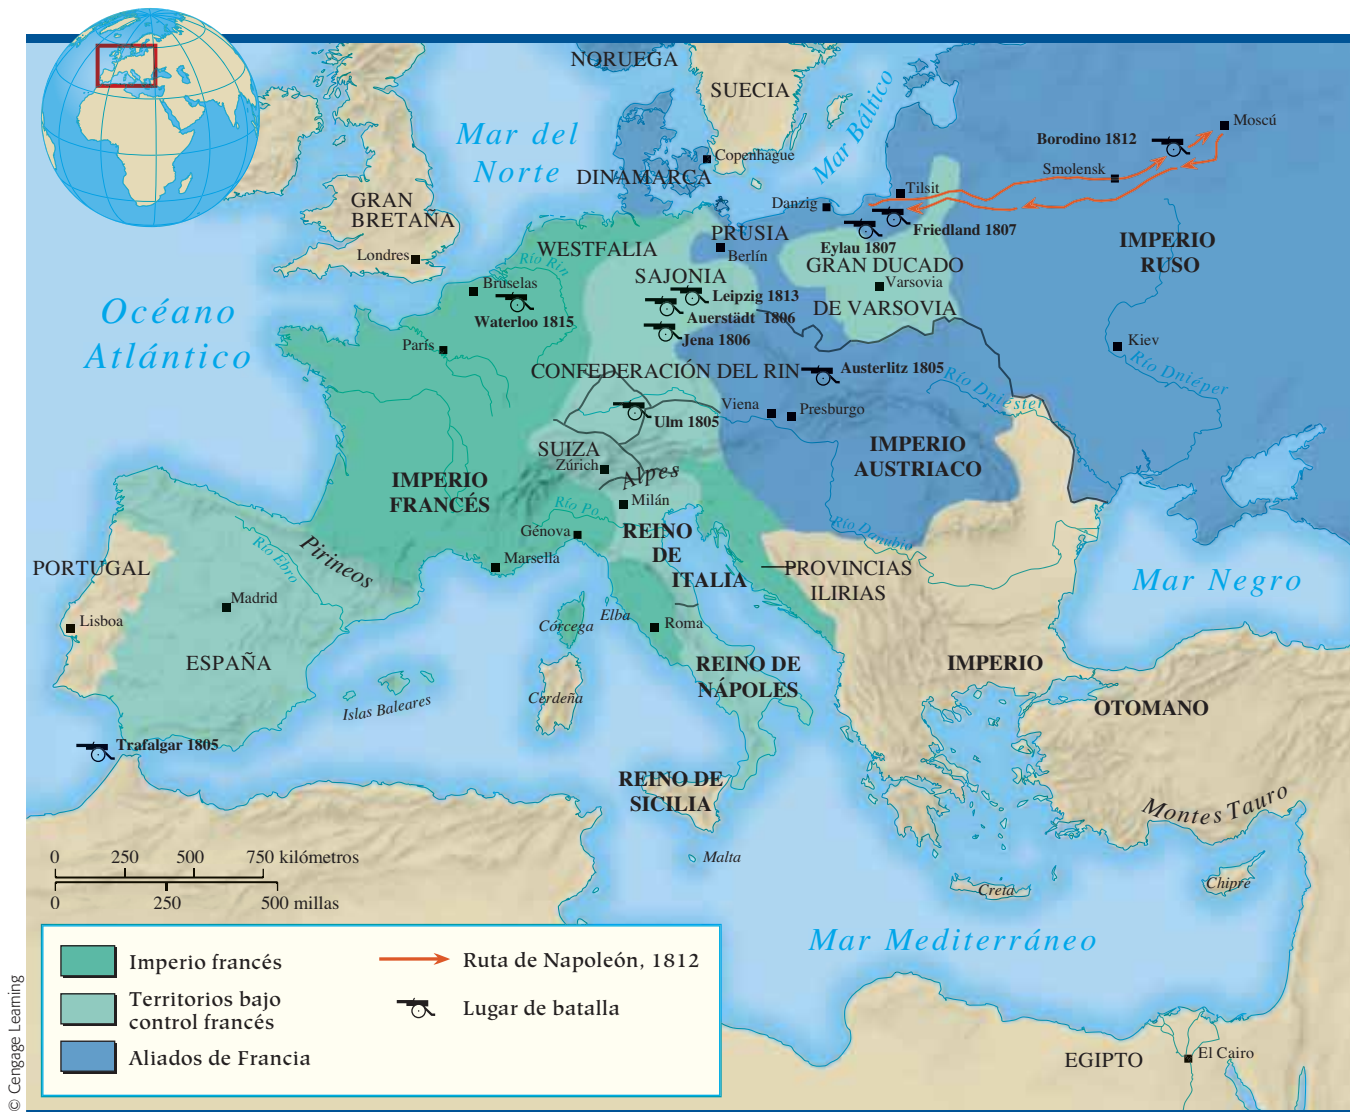 NORUEGA
SUECIA
Mar Báltico
Moscú
Borodino 1812
Mar del
Norte
Copenhague
Smolensk
DINAMARCA
Tilsit
GRAN
BRETAÑA
Danzig
Friedland 1807
PRUSIA
Eylau 1807
IMPERIO
RUSO
WESTFALIA
Londres
Berlín
Río Rin
GRAN DUCADO
SAJONIA
Bruselas
Varsovia
Leipzig 1813
DE VARSOVIA
Océano
Atlántico
Waterloo 1815
Auerstädt 1806
Jena 1806
París
Kiev
Río Dniéper
CONFEDERACIÓN DEL RIN
Austerlitz 1805
Río Dniéster
Viena
Presburgo
Ulm 1805
IMPERIO
AUSTRIACO
SUIZA
Zúrich
Alpes
IMPERIO
FRANCÉS
Milán
Río Po
Río Danubio
Génova
REINO
DE
ITALIA
Pirineos
Río Ebro
Marsella
PORTUGAL
PROVINCIAS
ILIRIAS
Mar Negro
Madrid
Lisboa
Córcega
Elba
Roma
ESPAÑA
REINO DE
NÁPOLES
IMPERIO
OTOMANO
Islas Baleares
Cerdeña
Trafalgar 1805
REINO DE
SICILIA
Montes Tauro
Malta
Creta
Chipre
0 250 500 750 kilómetros
0 250 500 millas
Mar Mediterráneo
Imperio francés
Ruta de Napoleón, 1812
Territorios bajo
control francés
Lugar de batalla
Aliados de Francia
EGIPTO
El Cairo
© Cengage Learning